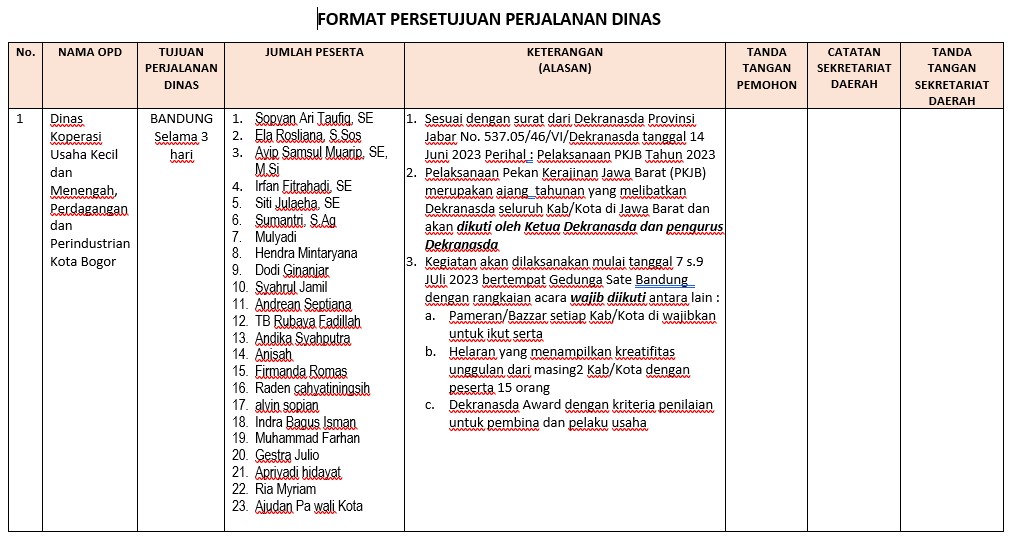 FORMAT PERSETUJUAN PERJALANAN DINAS
No.
NAMA OPD
TUJUAN
PERJALANAN
DINAS
JUMLAH PESERTA
KETERANGAN
(ALASAN)
TANDA
TANGAN
PEMOHON
CATATAN
SEKRETARIAT
DAERAH
TANDA
TANGAN
SEKRETARIAT
DAERAH
1
Dinas
Koperasi
Usaha Kecil
dan
Menengah,
Perdagangan
dan
Perindustrian
Kota Bogor
BANDUNG
Selama 3
hari
1. Sopyan Ari Taufiq, SE
2. Ela Rosliana, S.Sos
3. Ayip Samsul Muarip, SE,
M.Si
4. Irfan Fitrahadi, SE
5. Siti Julaeha, SE
6. Sumantri, S.Ag
7. Mulyadi
8. Hendra Mintaryana
9. Dodi Ginanjar
10. Syahrul Jamil
11. Andrean Septiana
12. TB Rubaya Fadillah
13. Andika Syahputra
14. Anisah
15. Firmanda Romas
16. Raden cahyatiningsih
17. alvin sopian
18. Indra Bagus Isman
19. Muhammad Farhan
20. Gestra Julio
21. Apriyadi hidayat
22. Ria Myriam
23. Ajudan Pa wali Kota
1. Sesuai dengan surat dari Dekranasda Provinsi
Jabar No. 537.05/46/VI/Dekranasda tanggal 14
Juni 2023 Perihal : Pelaksanaan PKJB Tahun 2023
2. Pelaksanaan Pekan Kerajinan Jawa Barat (PKJB)
merupakan ajang tahunan yang melibatkan
Dekranasda seluruh Kab/Kota di Jawa Barat dan
akan dikuti oleh Ketua Dekranasda dan pengurus
Dekranasda
3. Kegiatan akan dilaksanakan mulai tanggal 7 s.9
JUli 2023 bertempat Gedunga Sate Bandung
dengan rangkaian acara wajib diikuti antara lain :
a. Pameran/Bazzar setiap Kab/Kota di wajibkan
untuk ikut serta
b. Helaran yang menampilkan kreatifitas
unggulan dari masing2 Kab/Kota dengan
peserta 15 orang
c. Dekranasda Award dengan kriteria penilaian
untuk pembina dan pelaku usaha